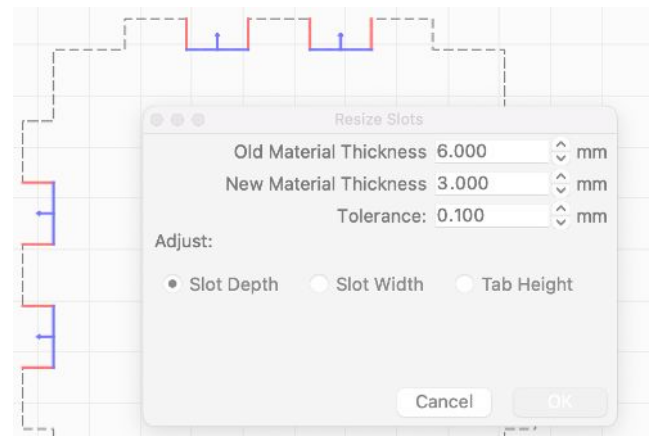 Resize Slots
Old Material Thickness 6.000 mm
New Material Thickness 3.000 mm
Tolerance: 0.100 mm
Adjust:
Slot Depth Slot Width Tab Height
Cancel OK